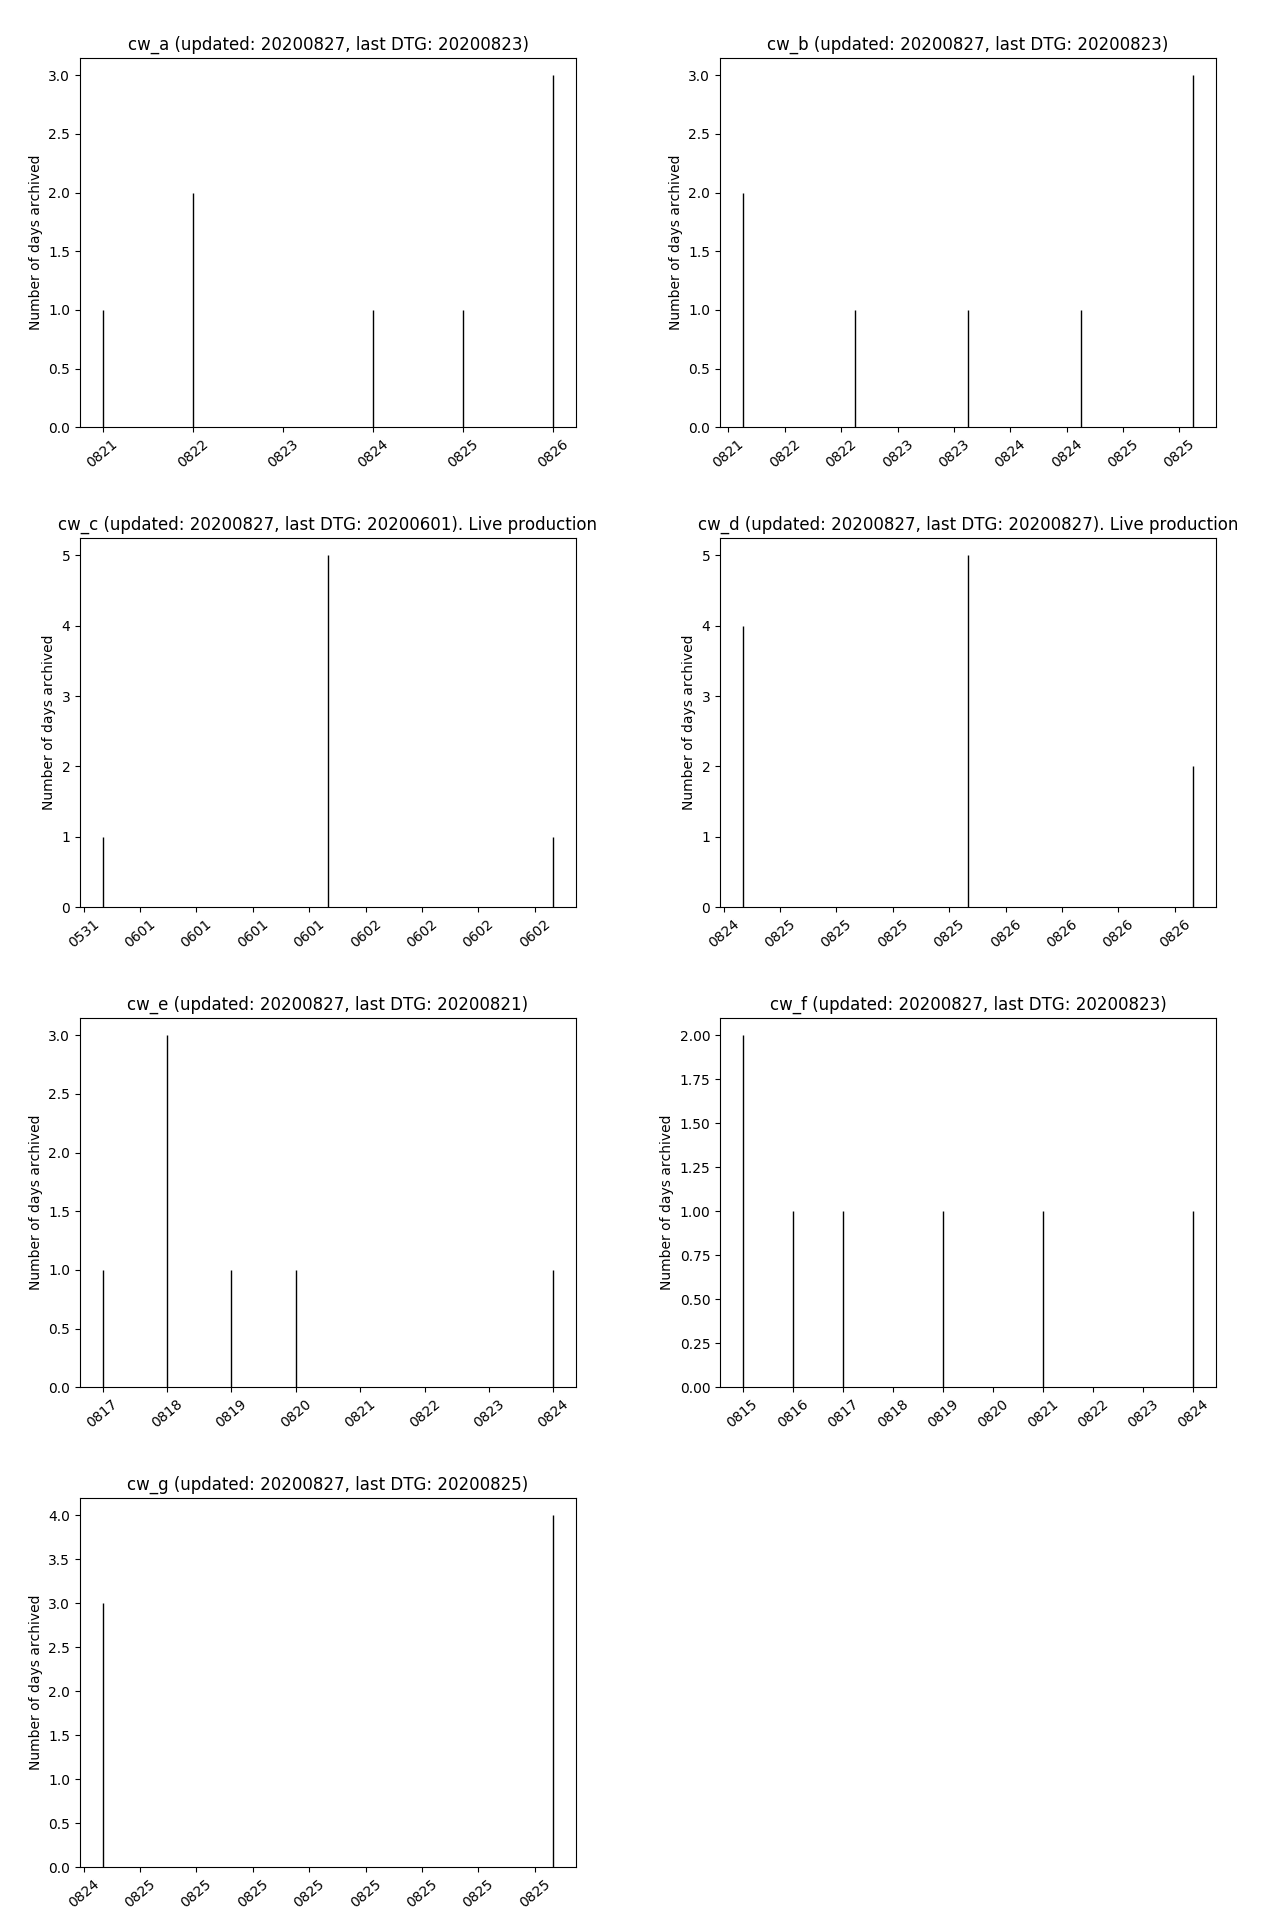 cw_a (updated: 20200827, last DTG: 20200823)
Number of days archived
3.0
2.5
2.0
1.5
1.0
0.5
0.0
0821 0822 0823 0824 0825 0826
cw_b (updated: 20200827, last DTG: 20200823)
Number of days archived
3.0
2.5
2.0
1.5
1.0
0.5
0.0
0821 0822 0822 0823 0823 0824 0824 0825 0825
cw_c (updated: 20200827, last DTG: 20200601). Live production
Number of days archived
5
4
3
2
1
0
0531 0601 0601 0601 0601 0602 0602 0602 0602
cw_d (updated: 20200827, last DTG: 20200827). Live production
Number of days archived
5
4
3
2
1
0
0824 0825 0825 0825 0825 0826 0826 0826 0826
cw_e (updated: 20200827, last DTG: 20200821)
Number of days archived
3.0
2.5
2.0
1.5
1.0
0.5
0.0
0817 0818 0819 0820 0821 0822 0823 0824
cw_f (updated: 20200827, last DTG: 20200823)
Number of days archived
2.00
1.75
1.50
1.25
1.00
0.75
0.50
0.25
0.00
0815 0816 0817 0818 0819 0820 0821 0822 0823 0824
cw_g (updated: 20200827, last DTG: 20200825)
Number of days archived
4.0
3.5
3.0
2.5
2.0
1.5
1.0
0.5
0.0
0824 0825 0825 0825 0825 0825 0825 0825 0825